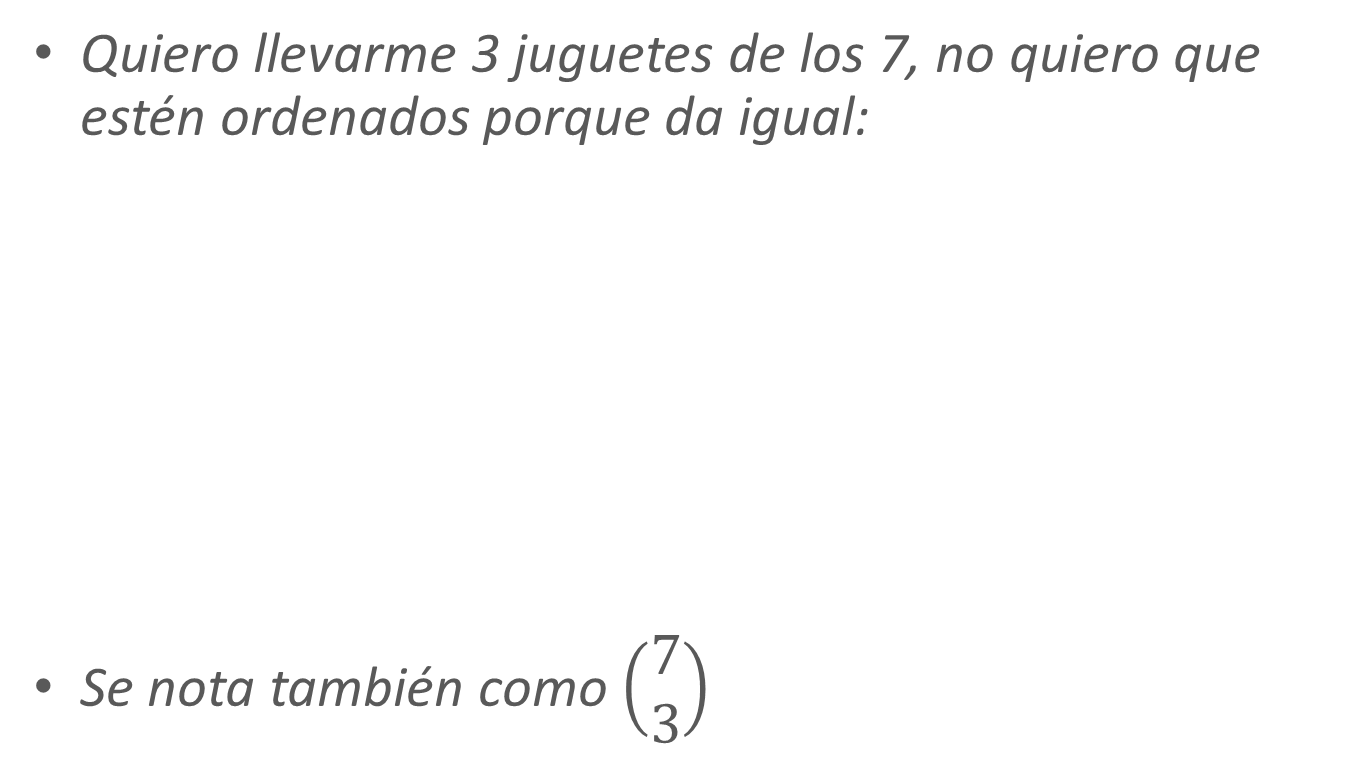 • Quiero llevarme 3 juguetes de los 7, no quiero que
estén ordenados porque da igual:
• Se nota también como (7
3)